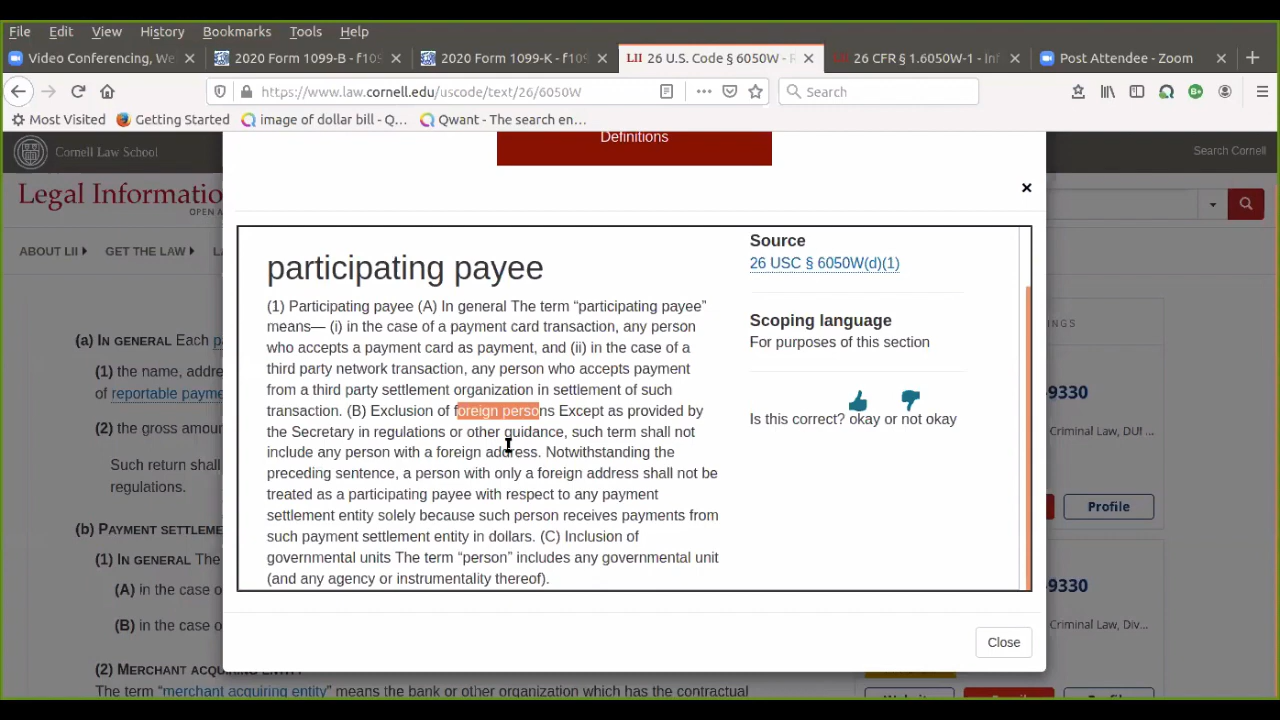 File Edit View History Bookmarks Tools Help
Video Conferencing, We
2020 Form 1099-B - f109
2020 Form 1099-K - f109
LII 26 U.S. Code § 6050W - R
LII 26 CFR § 1.6050W-1 - Inf
Post Attendee - Zoom
https://www.law.cornell.edu/uscode/text/26/6050W
Search
Most Visited Getting Started image of dollar bill - Q… Qwant - The search en…
Definitions
Cornell Law School
Search Cornell
Legal Informatio
OPEN A
ABOUT LII GET THE LAW L
participating payee
(1) Participating payee (A) In general The term “participating payee”
means— (i) in the case of a payment card transaction, any person
who accepts a payment card as payment, and (ii) in the case of a
third party network transaction, any person who accepts payment
from a third party settlement organization in settlement of such
transaction. (B) Exclusion of foreign persons Except as provided by
the Secretary in regulations or other guidance, such term shall not
include any person with a foreign address. Notwithstanding the
preceding sentence, a person with only a foreign address shall not be
treated as a participating payee with respect to any payment
settlement entity solely because such person receives payments from
such payment settlement entity in dollars. (C) Inclusion of
governmental units The term “person” includes any governmental unit
(and any agency or instrumentality thereof).
Source
26 USC § 6050W(d)(1)
Scoping language
For purposes of this section
Is this correct? okay or not okay
Close
(a) IN GENERAL Each p
(1) the name, addre
of reportable payme
(2) the gross amoun
Such return shall
regulations.
(b) PAYMENT SETTLEME
(1) IN GENERAL The
(A) in the case o
(B) in the case o
(2) MERCHANT ACQUIRING ENTITY
The term “merchant acquiring entity” means the bank or other organization which has the contractual
INGS
-9330
Criminal Law, DUI …
Profile
-9330
Criminal Law, Div…